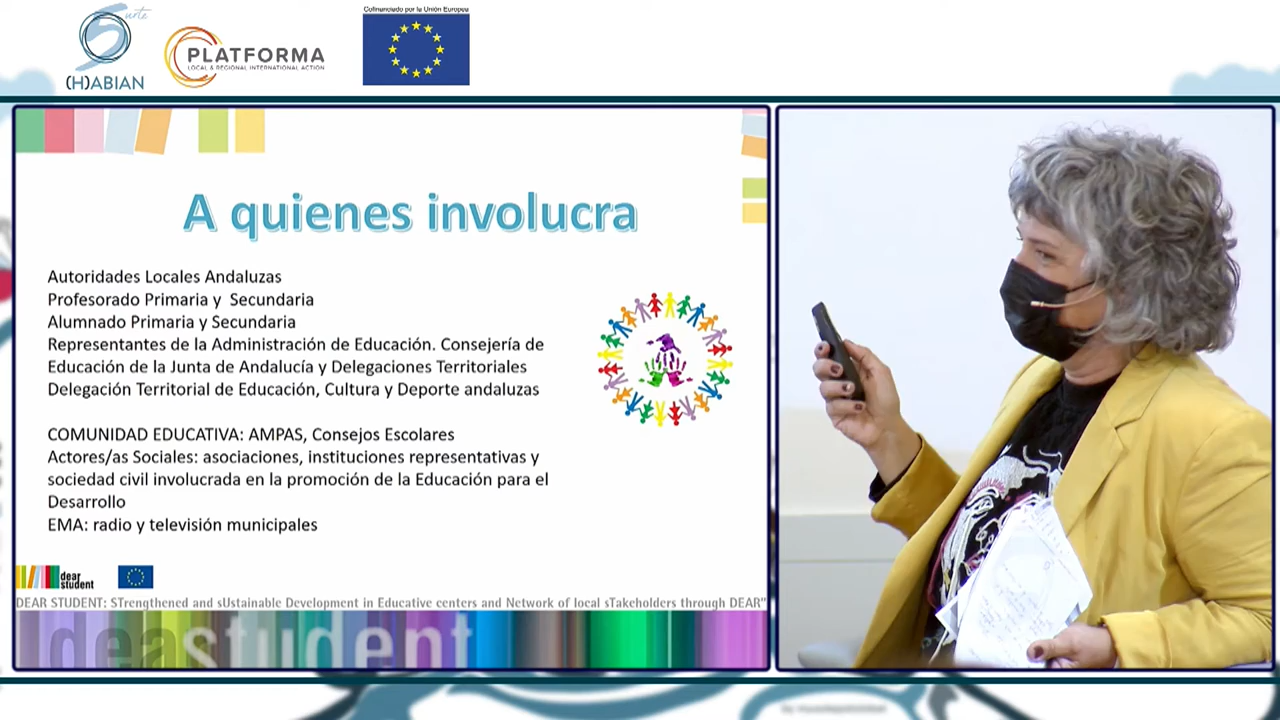 Cofinanciado por la Unión Europea
arte
(H)ABIAN
PLATFORMA
LOCAL & REGIONAL INTERNATIONAL ACTION
A quienes involucra
Autoridades Locales Andaluzas
Profesorado Primaria y Secundaria
Alumnado Primaria y Secundaria
Representantes de la Administración de Educación. Consejería de
Educación de la Junta de Andalucía y Delegaciones Territoriales
Delegación Territorial de Educación, Cultura y Deporte andaluzas
COMUNIDAD EDUCATIVA: AMPAS, Consejos Escolares
Actores/as Sociales: asociaciones, instituciones representativas y
sociedad civil involucrada en la promoción de la Educación para el
Desarrollo
EMA: radio y televisión municipales
dear
student
DEAR STUDENT: STrengthened and sUstainable Development in Educative centers and Network of local sTakeholders through DEAR"
deastudent